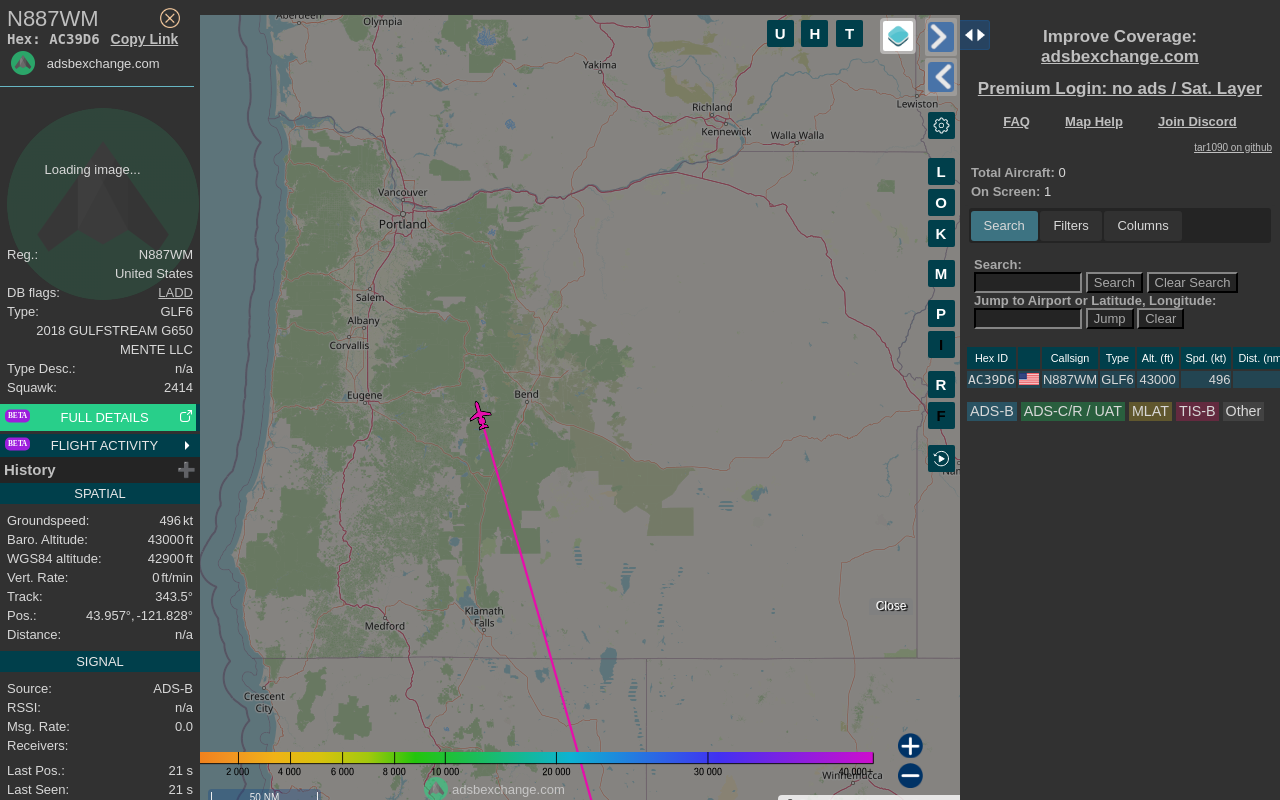 N887WM
Hex: AC39D6 Copy Link
adsbexchange.com
Loading image...
Reg.: N887WM
United States
DB flags: LADD
Type: GLF6
2018 GULFSTREAM G650
MENTE LLC
Type Desc.: n/a
Squawk: 2414
BETA FULL DETAILS
BETA FLIGHT ACTIVITY
History
SPATIAL
Groundspeed: 496 kt
Baro. Altitude: 43000 ft
WGS84 altitude: 42900 ft
Vert. Rate: 0 ft/min
Track: 343.5°
Pos.: 43.957°, -121.828°
Distance: n/a
SIGNAL
Source: ADS-B
RSSI: n/a
Msg. Rate: 0.0
Receivers:
Last Pos.: 21 s
Last Seen: 21 s
Aberdeen
Olympia
Yakima
Richland
Kennewick
Walla Walla
Lewiston
Vancouver
Portland
Salem
Albany
Corvallis
Eugene
Bend
Klamath
Falls
Medford
Crescent
City
Winnemucca
U H T
L
O
K
M
P
I
R
F
Close
2 000 4 000 6 000 8 000 10 000 20 000 30 000 40 000+
adsbexchange.com
50 NM
Improve Coverage:
adsbexchange.com
Premium Login: no ads / Sat. Layer
FAQ Map Help Join Discord
tar1090 on github
Total Aircraft: 0
On Screen: 1
Search Filters Columns
Search:
Search Clear Search
Jump to Airport or Latitude, Longitude:
Jump Clear
Hex ID Callsign Type Alt. (ft) Spd. (kt) Dist. (nm
AC39D6 N887WM GLF6 43000 496
ADS-B ADS-C/R / UAT MLAT TIS-B Other